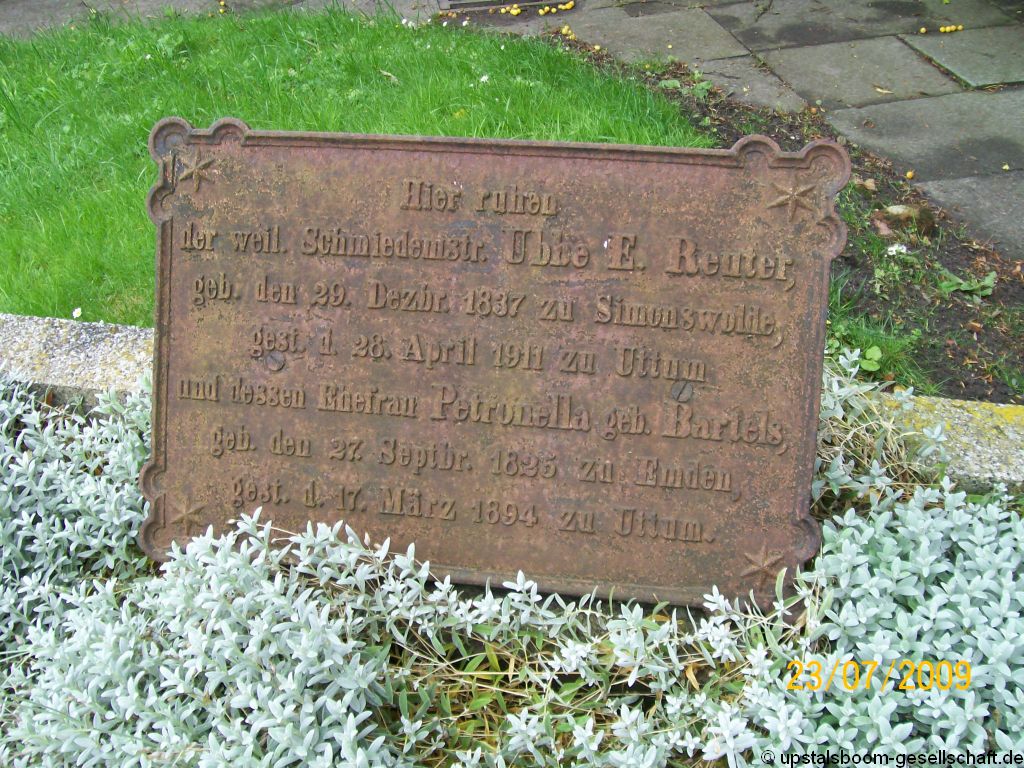 Hier ruhen
der weil. Schmiedemstr. Ubbe E. Reuter,
geb. den 29. Dezbr. 1837 zu Simonswolde,
gest. d. 28. April 1911 zu Uttum
und dessen Ehefrau Petronella geb. Bartels,
geb. den 27. Septbr. 1825 zu Emden,
gest. d. 17. März 1894 zu Uttum.
23/07/2009
© upstalsboom-gesellschaft.de